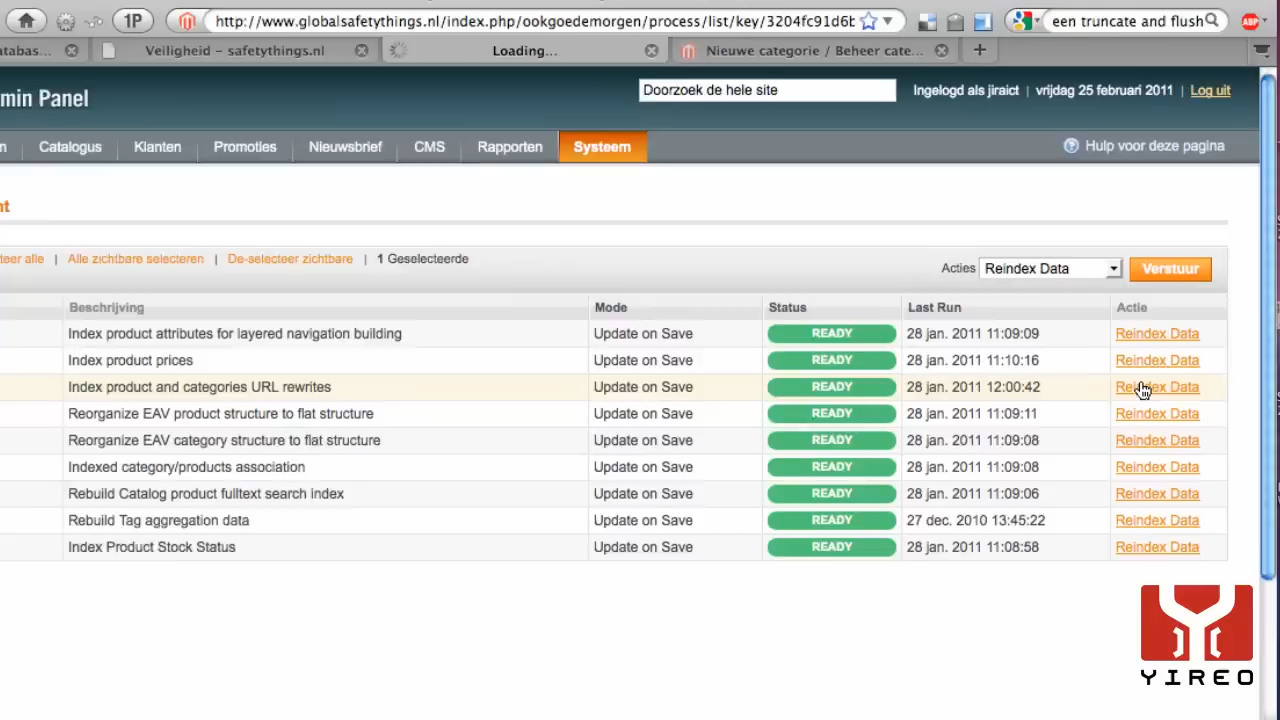 1P
http://www.globalsafetythings.nl/index.php/ookgoedemorgen/process/list/key/3204fc91d6b
een truncate and flush
ABP
atabas...
Veiligheid – safetythings.nl
Loading...
Nieuwe categorie / Beheer cate...
min Panel
Doorzoek de hele site
Ingelogd als jiraict | vrijdag 25 februari 2011 | Log uit
n
Catalogus
Klanten
Promoties
Nieuwsbrief
CMS
Rapporten
Systeem
Hulp voor deze pagina
nt
teer alle | Alle zichtbare selecteren | De-selecteer zichtbare | 1 Geselecteerde
Acties
Reindex Data
Verstuur
Beschrijving Mode Status Last Run Actie
Index product attributes for layered navigation building Update on Save READY 28 jan. 2011 11:09:09 Reindex Data
Index product prices Update on Save READY 28 jan. 2011 11:10:16 Reindex Data
Index product and categories URL rewrites Update on Save READY 28 jan. 2011 12:00:42 Reindex Data
Reorganize EAV product structure to flat structure Update on Save READY 28 jan. 2011 11:09:11 Reindex Data
Reorganize EAV category structure to flat structure Update on Save READY 28 jan. 2011 11:09:08 Reindex Data
Indexed category/products association Update on Save READY 28 jan. 2011 11:09:08 Reindex Data
Rebuild Catalog product fulltext search index Update on Save READY 28 jan. 2011 11:09:06 Reindex Data
Rebuild Tag aggregation data Update on Save READY 27 dec. 2010 13:45:22 Reindex Data
Index Product Stock Status Update on Save READY 28 jan. 2011 11:08:58 Reindex Data
YIREO